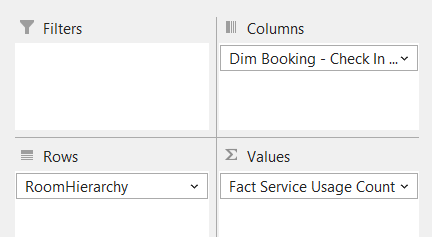 Filters
Columns
Dim Booking - Check In ...
Rows
Values
RoomHierarchy
Fact Service Usage Count